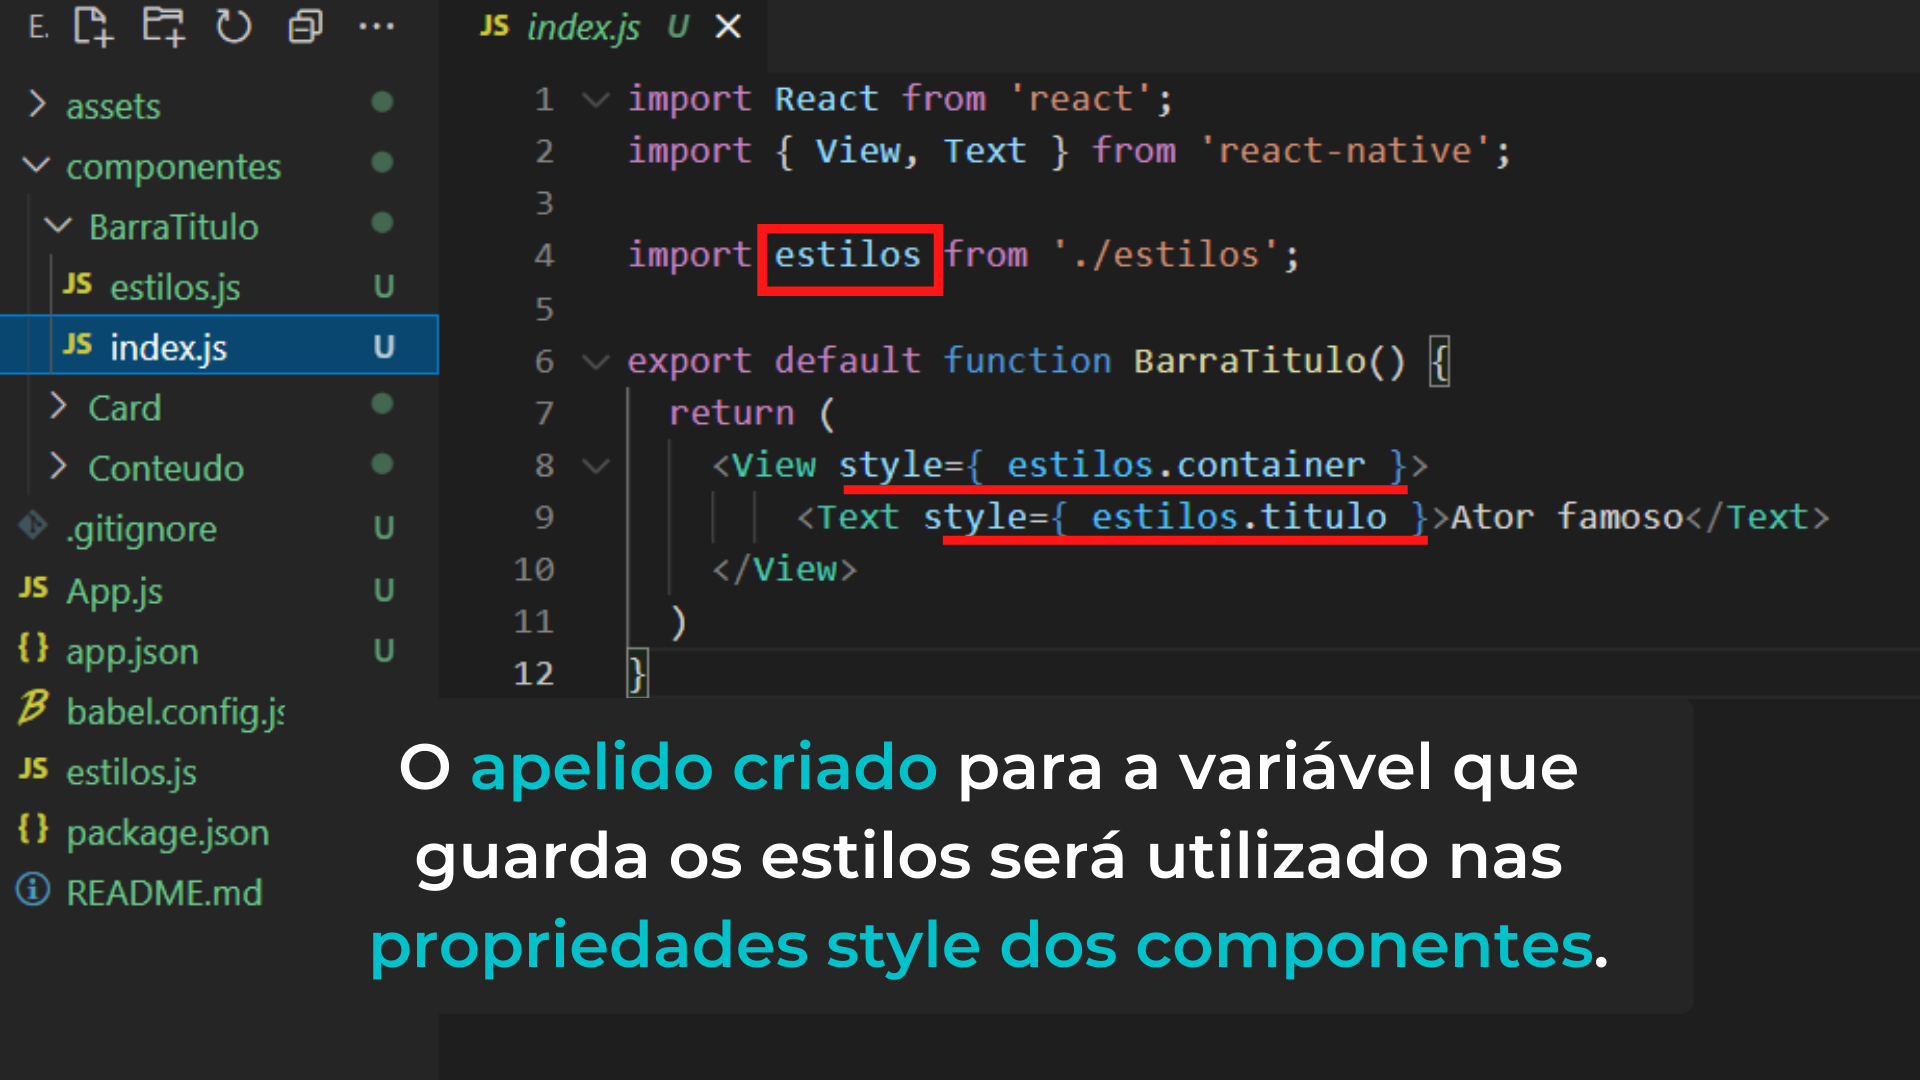 E.
assets
componentes
BarraTitulo
JS estilos.js U
JS index.js U
Card
Conteudo
.gitignore U
JS App.js U
{} app.json U
babel.config.js
JS estilos.js
{} package.json
README.md
JS index.js U
1 import React from 'react';
2 import { View, Text } from 'react-native';
3
4 import estilos from './estilos';
5
6 export default function BarraTitulo() {
7 return (
8 <View style={ estilos.container }>
9 <Text style={ estilos.titulo }>Ator famoso</Text>
10 </View>
11 )
12 }
O apelido criado para a variável que
guarda os estilos será utilizado nas
propriedades style dos componentes.